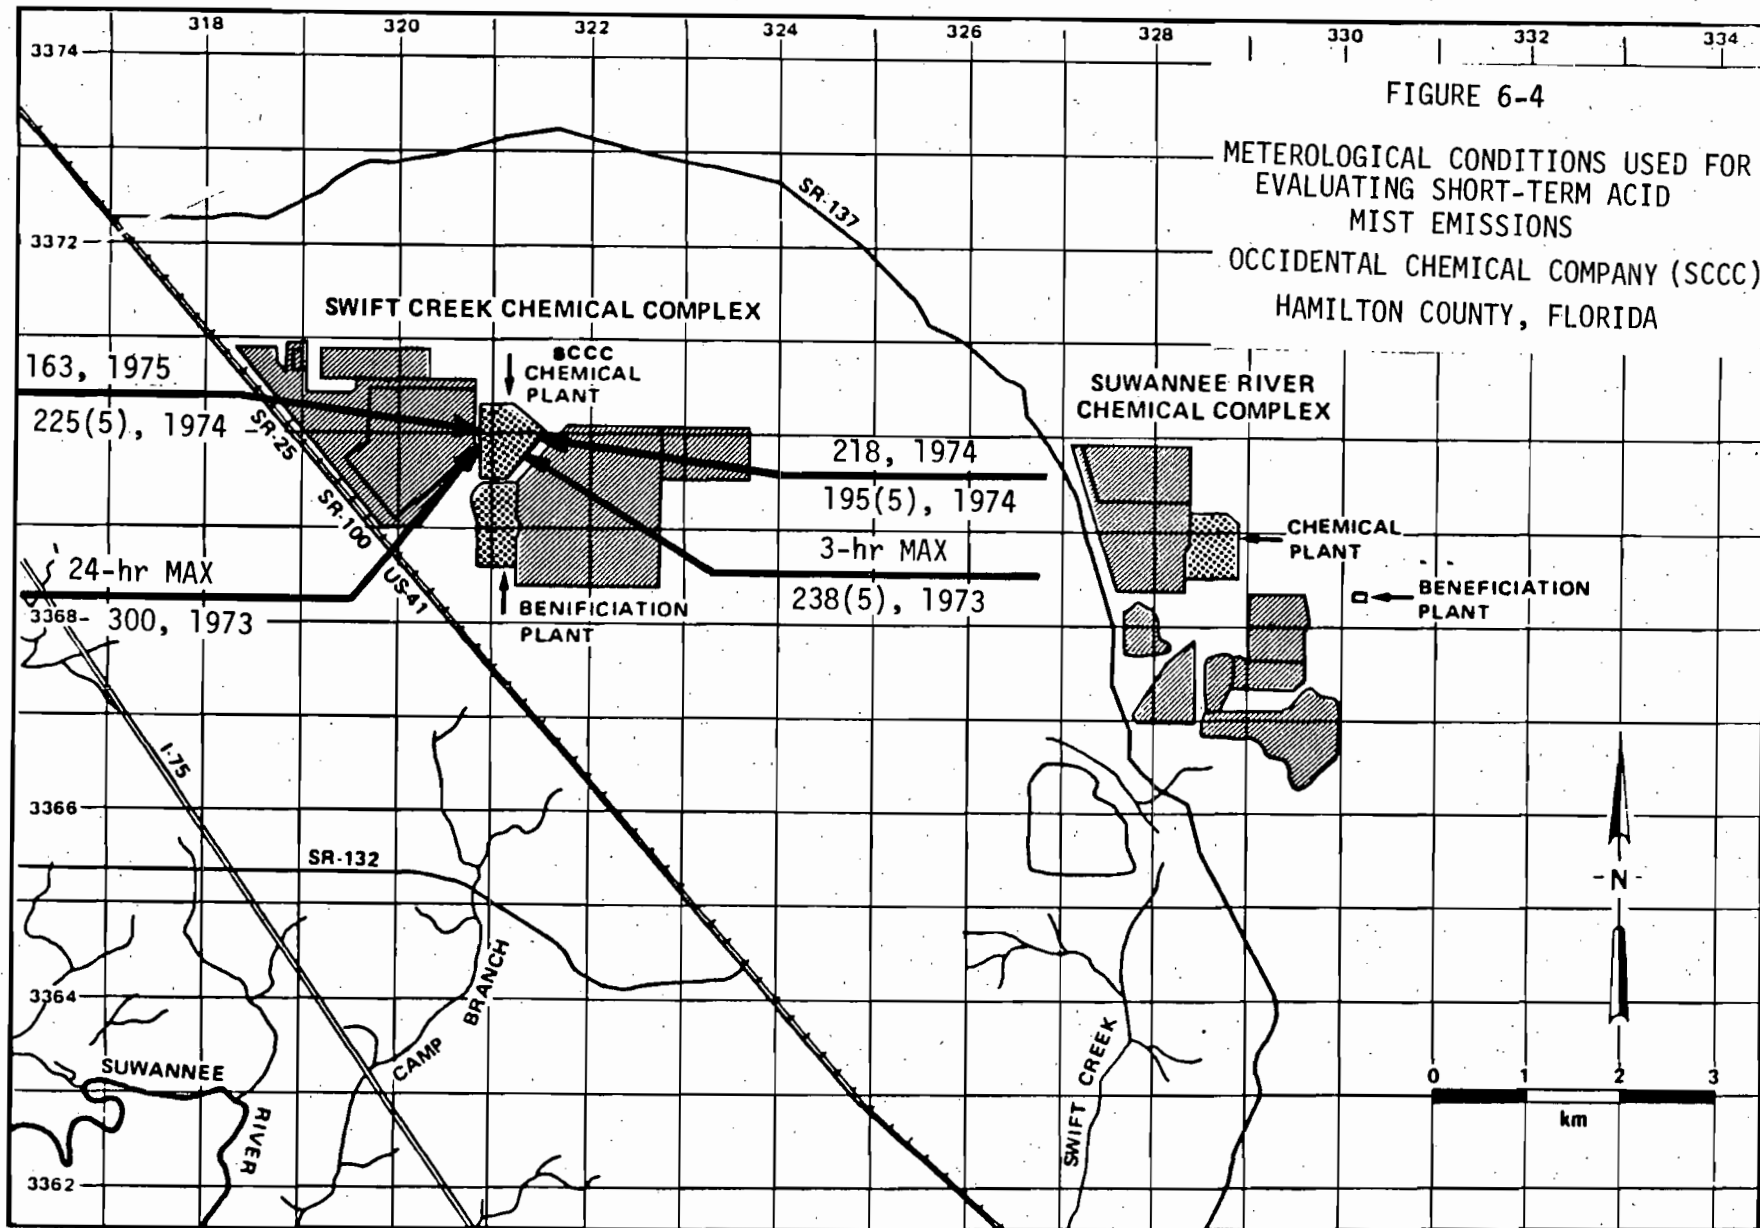 318 320 322 324 326 328 330 332 334
3374
FIGURE 6-4
METEROLOGICAL CONDITIONS USED FOR
EVALUATING SHORT-TERM ACID
MIST EMISSIONS
OCCIDENTAL CHEMICAL COMPANY (SCCC)
HAMILTON COUNTY, FLORIDA
SR-137
3372
SWIFT CREEK CHEMICAL COMPLEX
SCCC
CHEMICAL
PLANT
163, 1975
225(5), 1974
SR-25
SUWANNEE RIVER
CHEMICAL COMPLEX
218, 1974
195(5), 1974
SR-100
CHEMICAL
PLANT
3-hr MAX
238(5), 1973
24-hr MAX
300, 1973
US-41
3368
BENIFICIATION
PLANT
BENEFICIATION
PLANT
I-75
3366
SR-132
-N-
CAMP BRANCH
3364
SWIFT CREEK
SUWANNEE
RIVER
0 1 2 3
km
3362